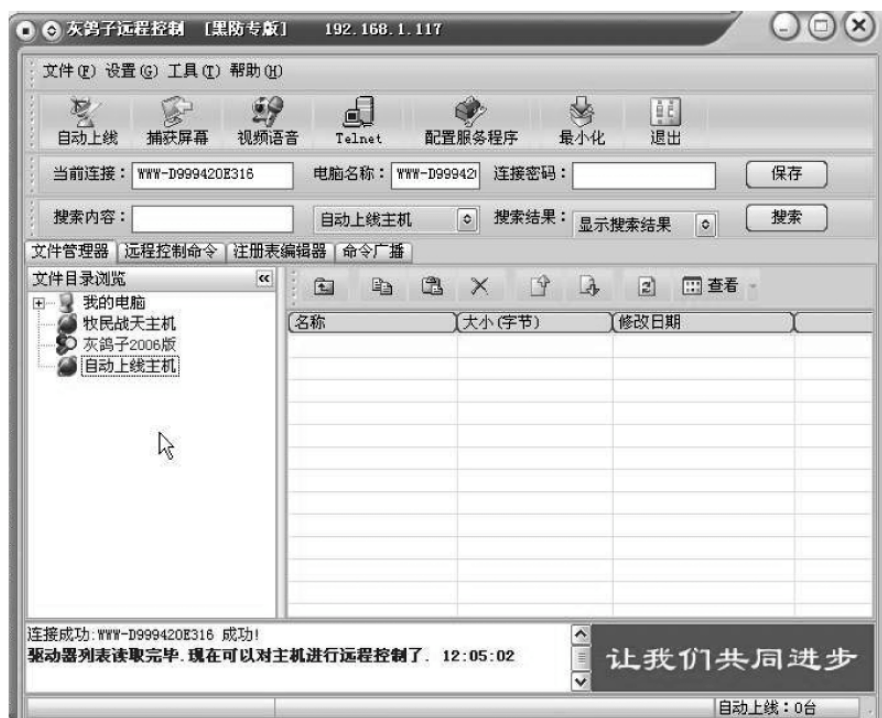 灰鸽子远程控制 [黑防专版] 192.168.1.117
文件(F) 设置(G) 工具(T) 帮助(H)
自动上线 捕获屏幕 视频语音 Telnet 配置服务程序 最小化 退出
当前连接： WWW-D999420E316 电脑名称： WWW-D99942 连接密码： 保存
搜索内容： 自动上线主机 搜索结果： 显示搜索结果 搜索
文件管理器 远程控制命令 注册表编辑器 命令广播
文件目录浏览 查看
我的电脑
牧民战天主机
灰鸽子2006版
自动上线主机
名称 大小(字节) 修改日期
连接成功:WWW-D999420E316 成功!
驱动器列表读取完毕.现在可以对主机进行远程控制了. 12:05:02
让我们共同进步
自动上线：0台